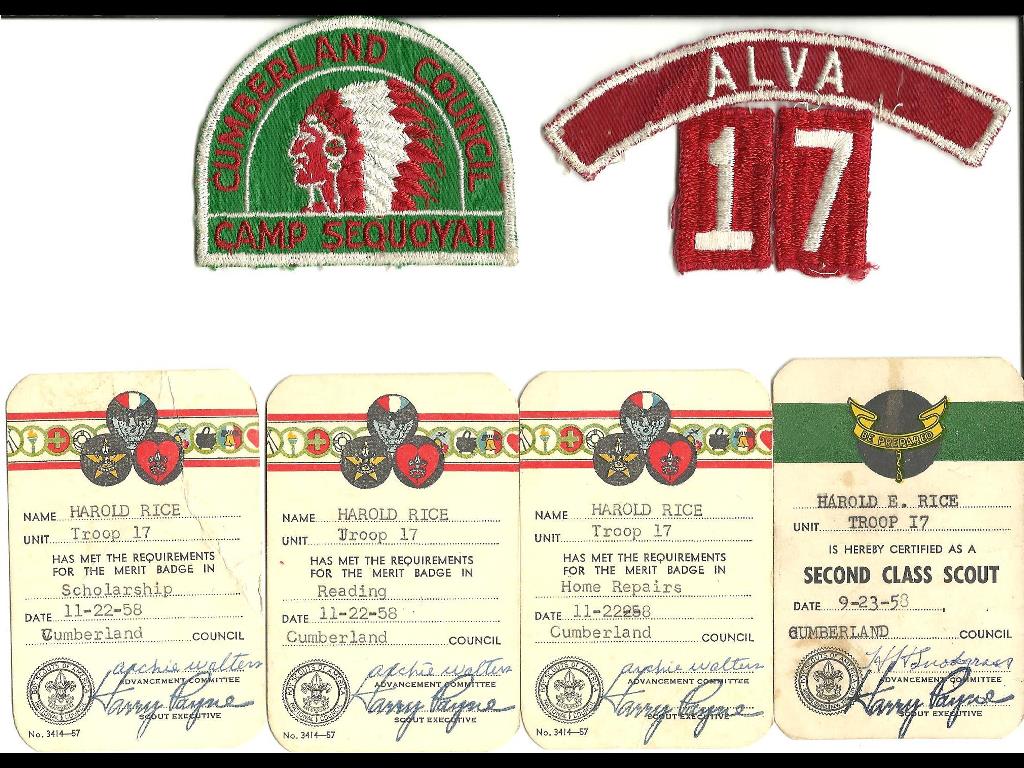 CUMBERLAND COUNCIL
CAMP SEQUOYAH
ALVA
17
NAME HAROLD RICE
UNIT Troop 17
HAS MET THE REQUIREMENTS
FOR THE MERIT BADGE IN
Scholarship
DATE 11-22-58
Cumberland COUNCIL
archie walters
ADVANCEMENT COMMITTEE
Harry Payne
SCOUT EXECUTIVE
No. 3414—57
NAME HAROLD RICE
UNIT Troop 17
HAS MET THE REQUIREMENTS
FOR THE MERIT BADGE IN
Reading
DATE 11-22-58
Cumberland COUNCIL
archie walters
ADVANCEMENT COMMITTEE
Harry Payne
SCOUT EXECUTIVE
No. 3414—57
NAME HAROLD RICE
UNIT Troop 17
HAS MET THE REQUIREMENTS
FOR THE MERIT BADGE IN
Home Repairs
DATE 11-2258
Cumberland COUNCIL
archie walters
ADVANCEMENT COMMITTEE
Harry Payne
SCOUT EXECUTIVE
No. 3414—57
BE PREPARED
NAME HAROLD E. RICE
UNIT TROOP I7
IS HEREBY CERTIFIED AS A
SECOND CLASS SCOUT
DATE 9-23-58
CUMBERLAND COUNCIL
ADVANCEMENT COMMITTEE
Harry Payne
SCOUT EXECUTIVE